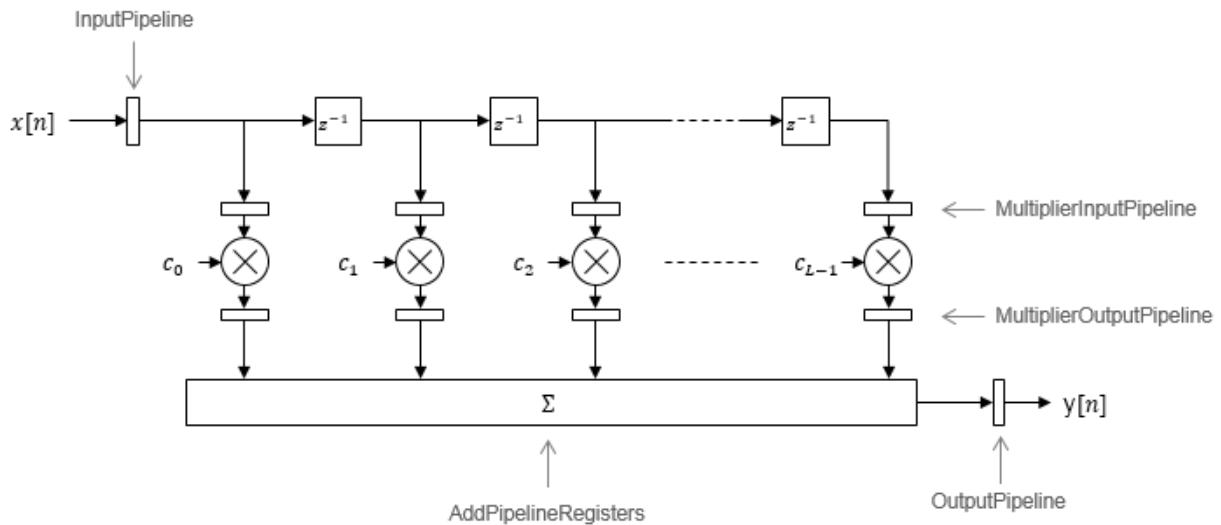 InputPipeline
x[n]
z⁻¹
z⁻¹
z⁻¹
MultiplierInputPipeline
c₀
c₁
c₂
c_{L−1}
MultiplierOutputPipeline
Σ
y[n]
AddPipelineRegisters
OutputPipeline